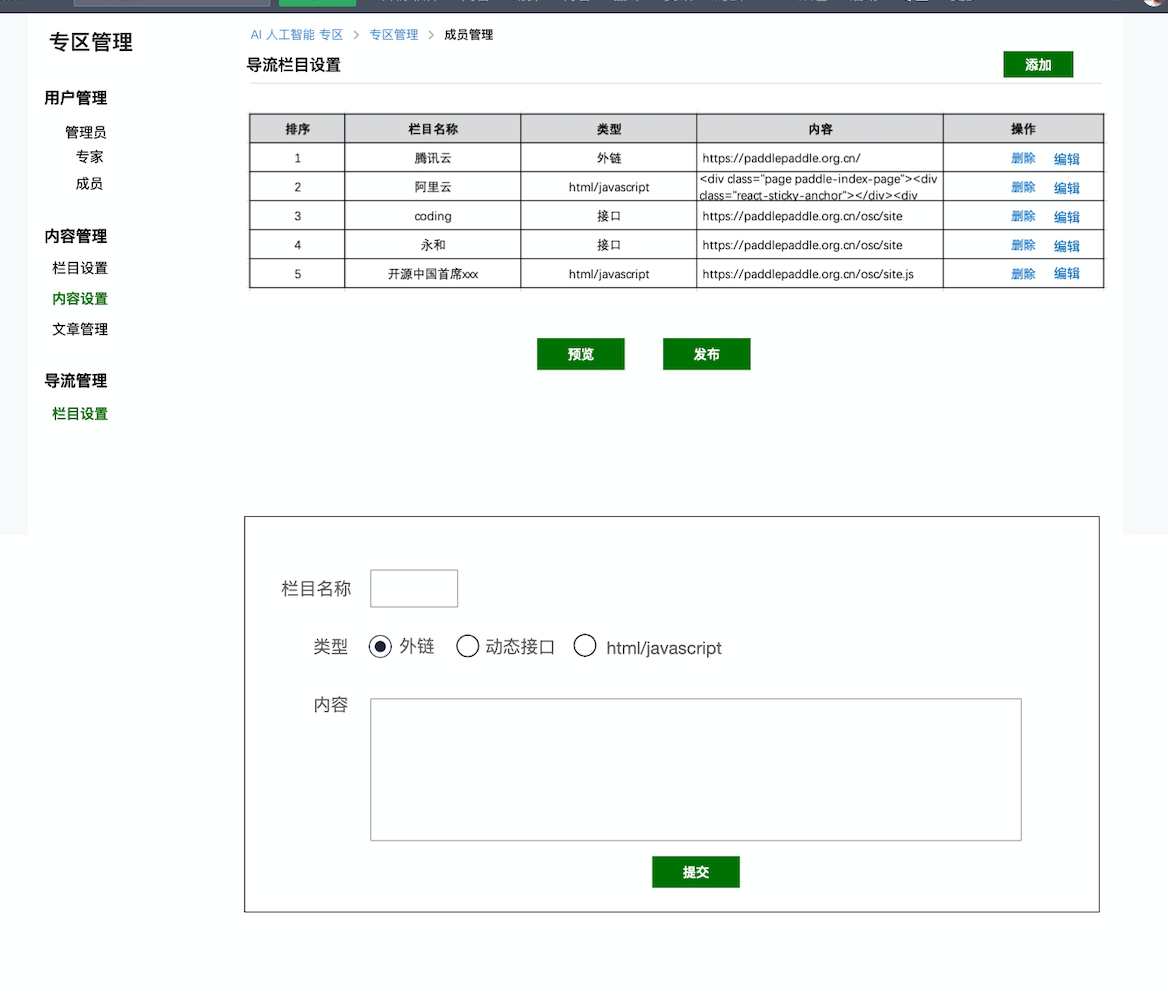 专区管理
AI 人工智能 专区 > 专区管理 > 成员管理
导流栏目设置
添加
用户管理
管理员
专家
成员
内容管理
栏目设置
内容设置
文章管理
导流管理
栏目设置
排序 栏目名称 类型 内容 操作
1 腾讯云 外链 https://paddlepaddle.org.cn/ 删除 编辑
2 阿里云 html/javascript <div class="page paddle-index-page"><div 删除 编辑
class="react-sticky-anchor"></div><div
3 coding 接口 https://paddlepaddle.org.cn/osc/site 删除 编辑
4 永和 接口 https://paddlepaddle.org.cn/osc/site 删除 编辑
5 开源中国首席xxx html/javascript https://paddlepaddle.org.cn/osc/site.js 删除 编辑
预览 发布
栏目名称
类型 外链 动态接口 html/javascript
内容
提交